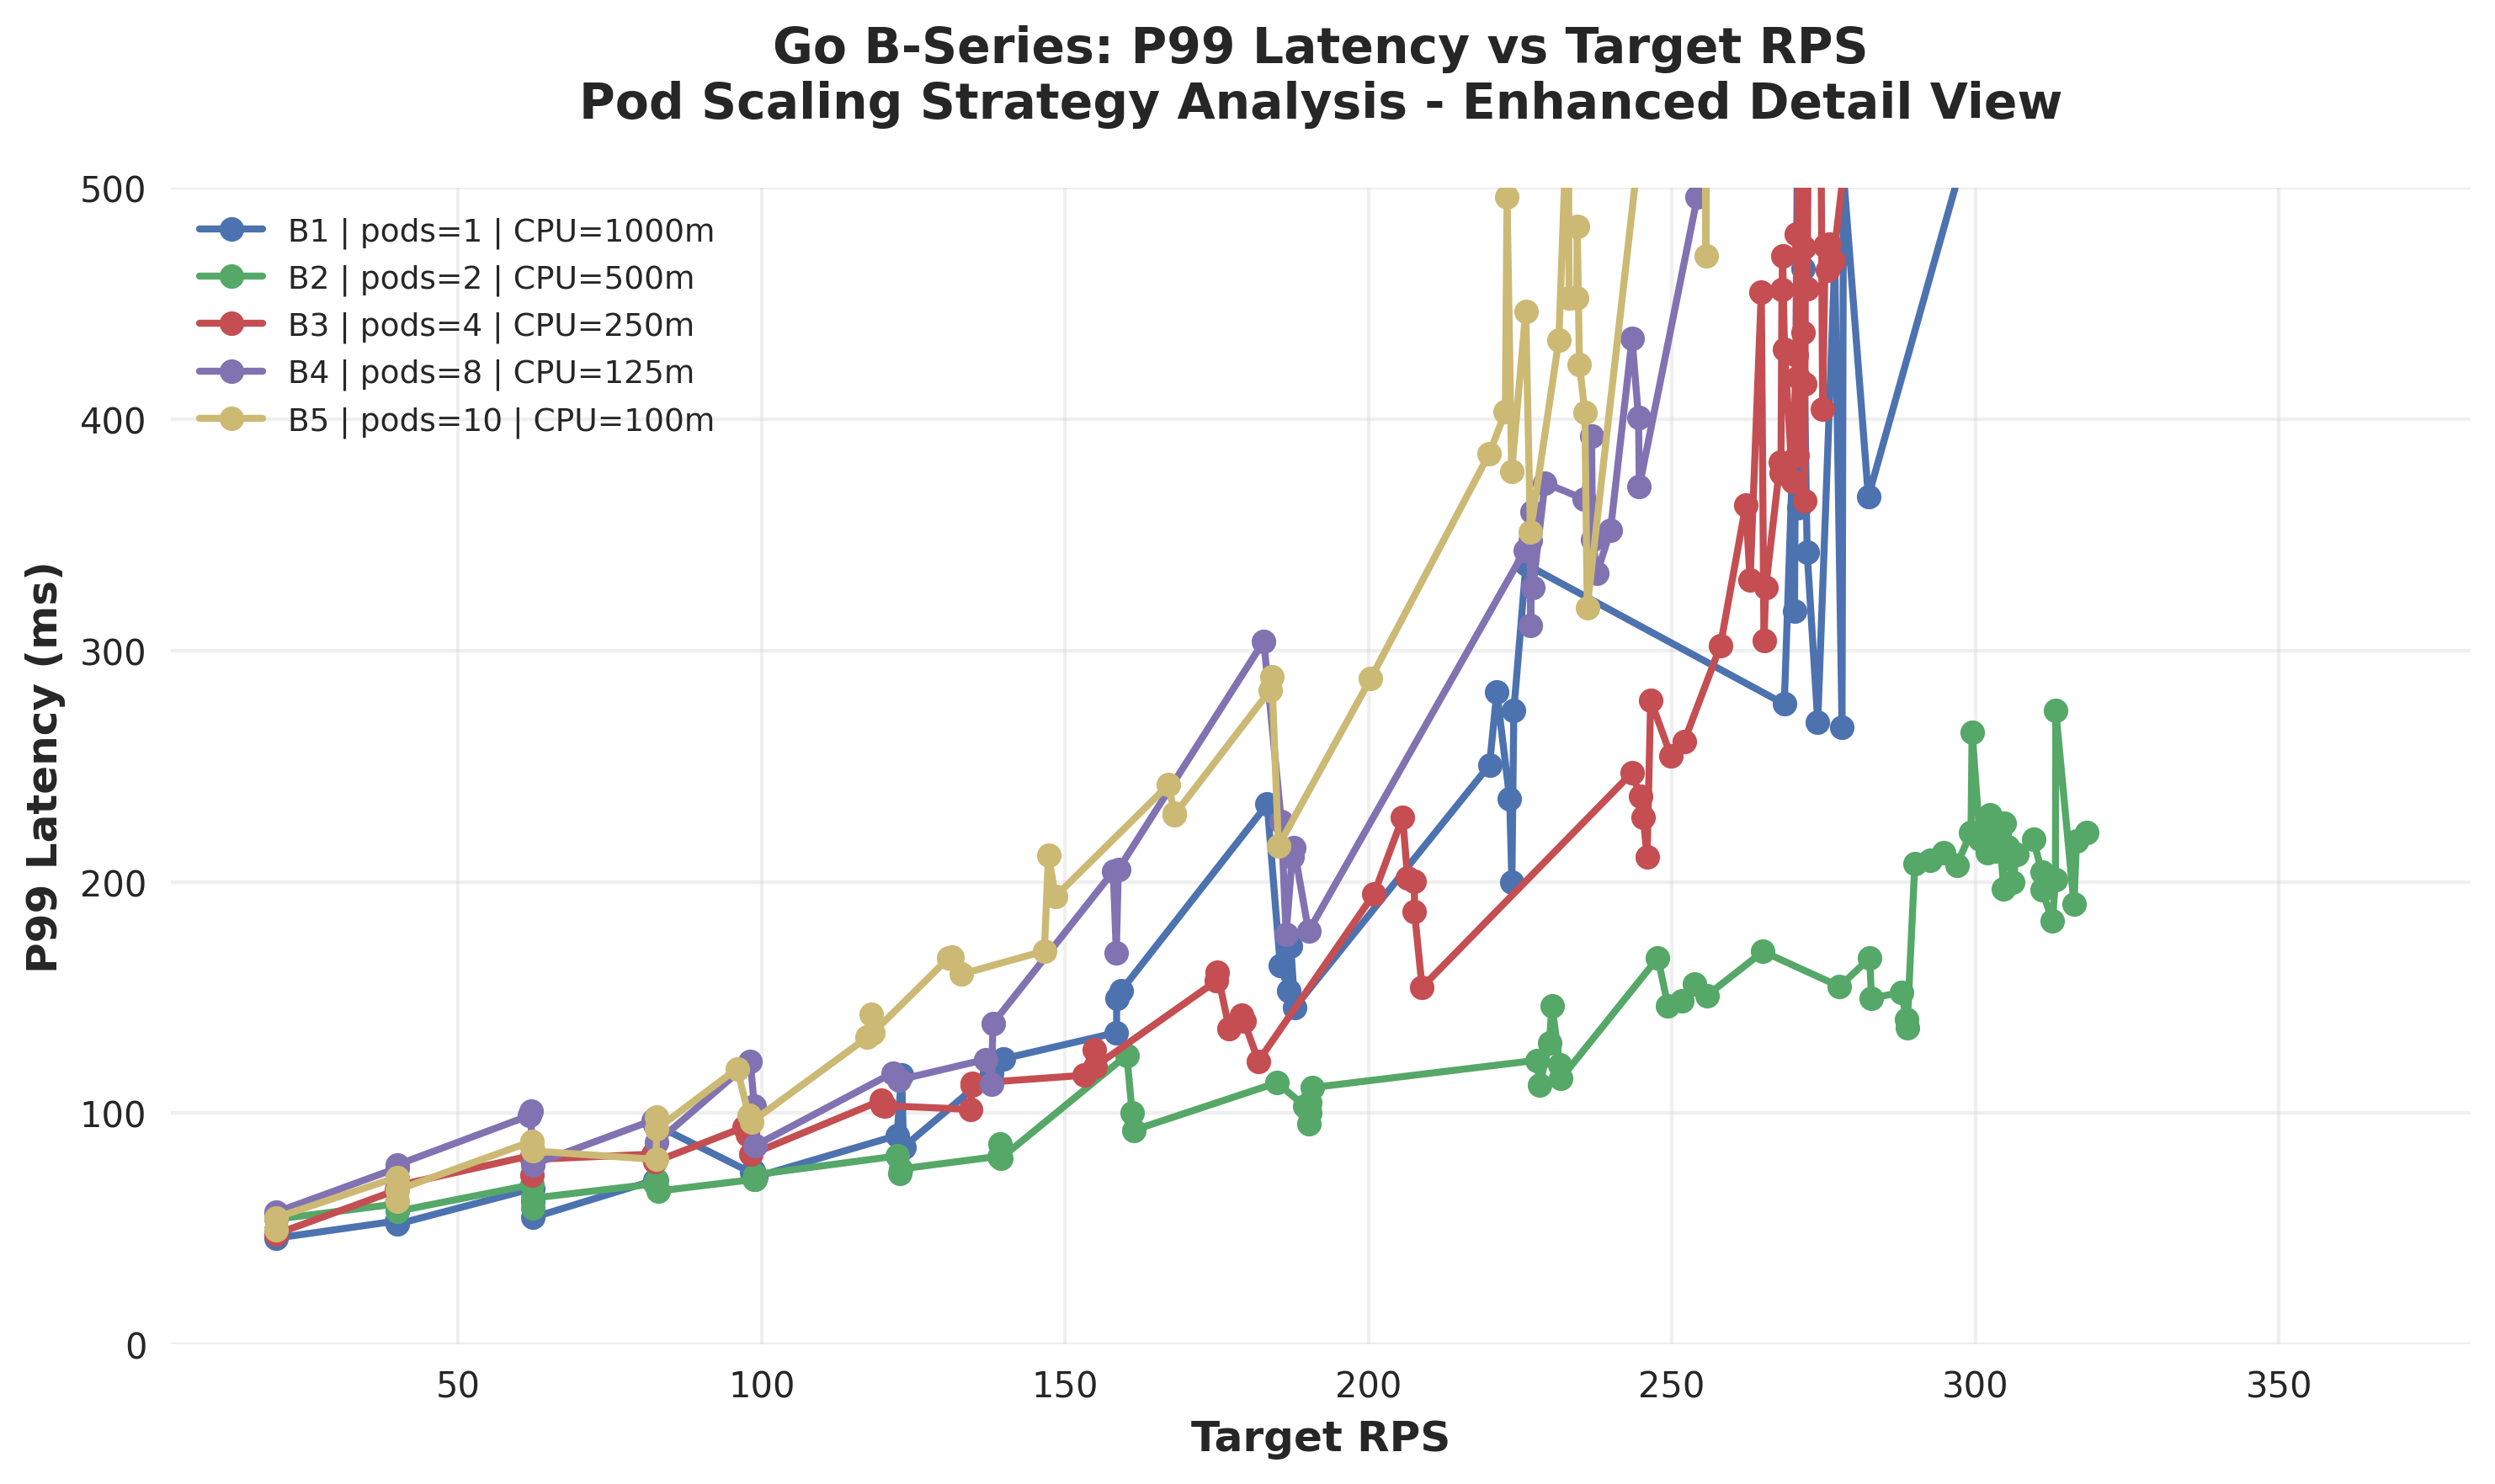 Go B-Series: P99 Latency vs Target RPS
Pod Scaling Strategy Analysis - Enhanced Detail View
500
400
300
200
100
0
P99 Latency (ms)
B1 | pods=1 | CPU=1000m
B2 | pods=2 | CPU=500m
B3 | pods=4 | CPU=250m
B4 | pods=8 | CPU=125m
B5 | pods=10 | CPU=100m
50 100 150 200 250 300 350
Target RPS